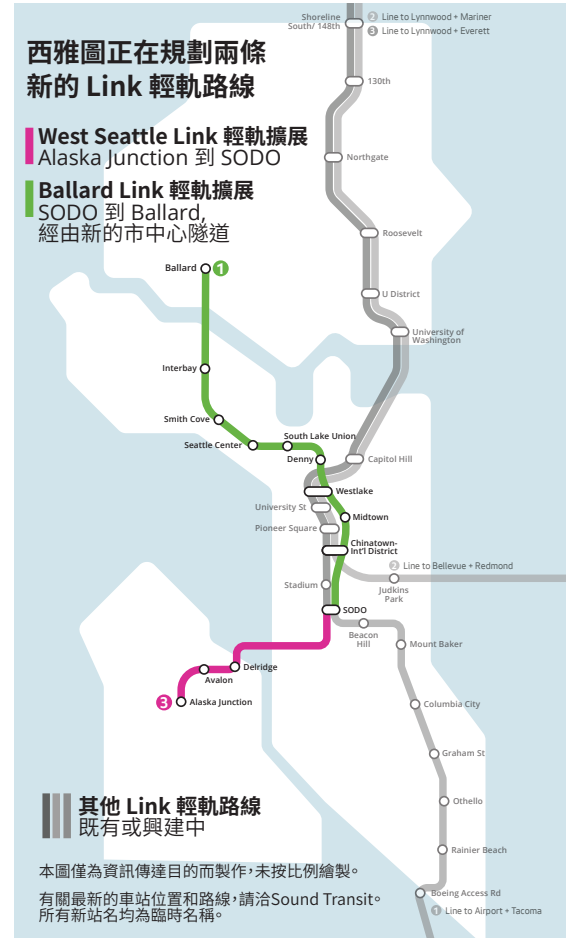 西雅圖正在規劃兩條
新的 Link 輕軌路線
West Seattle Link 輕軌擴展
Alaska Junction 到 SODO
Ballard Link 輕軌擴展
SODO 到 Ballard,
經由新的市中心隧道
Shoreline
South/ 148th
2 Line to Lynnwood + Mariner
3 Line to Lynnwood + Everett
130th
Northgate
Roosevelt
U District
University of
Washington
Ballard
1
Interbay
Smith Cove
Seattle Center
South Lake Union
Denny
Capitol Hill
Westlake
University St
Midtown
Pioneer Square
Chinatown-
Int'l District
2 Line to Bellevue + Redmond
Stadium
Judkins
Park
SODO
Beacon
Hill
Mount Baker
Delridge
Avalon
3
Alaska Junction
Columbia City
Graham St
Othello
Rainier Beach
Boeing Access Rd
1 Line to Airport + Tacoma
其他 Link 輕軌路線
既有或興建中
本圖僅為資訊傳達目的而製作，未按比例繪製。
有關最新的車站位置和路線，請洽Sound Transit。
所有新站名均為臨時名稱。